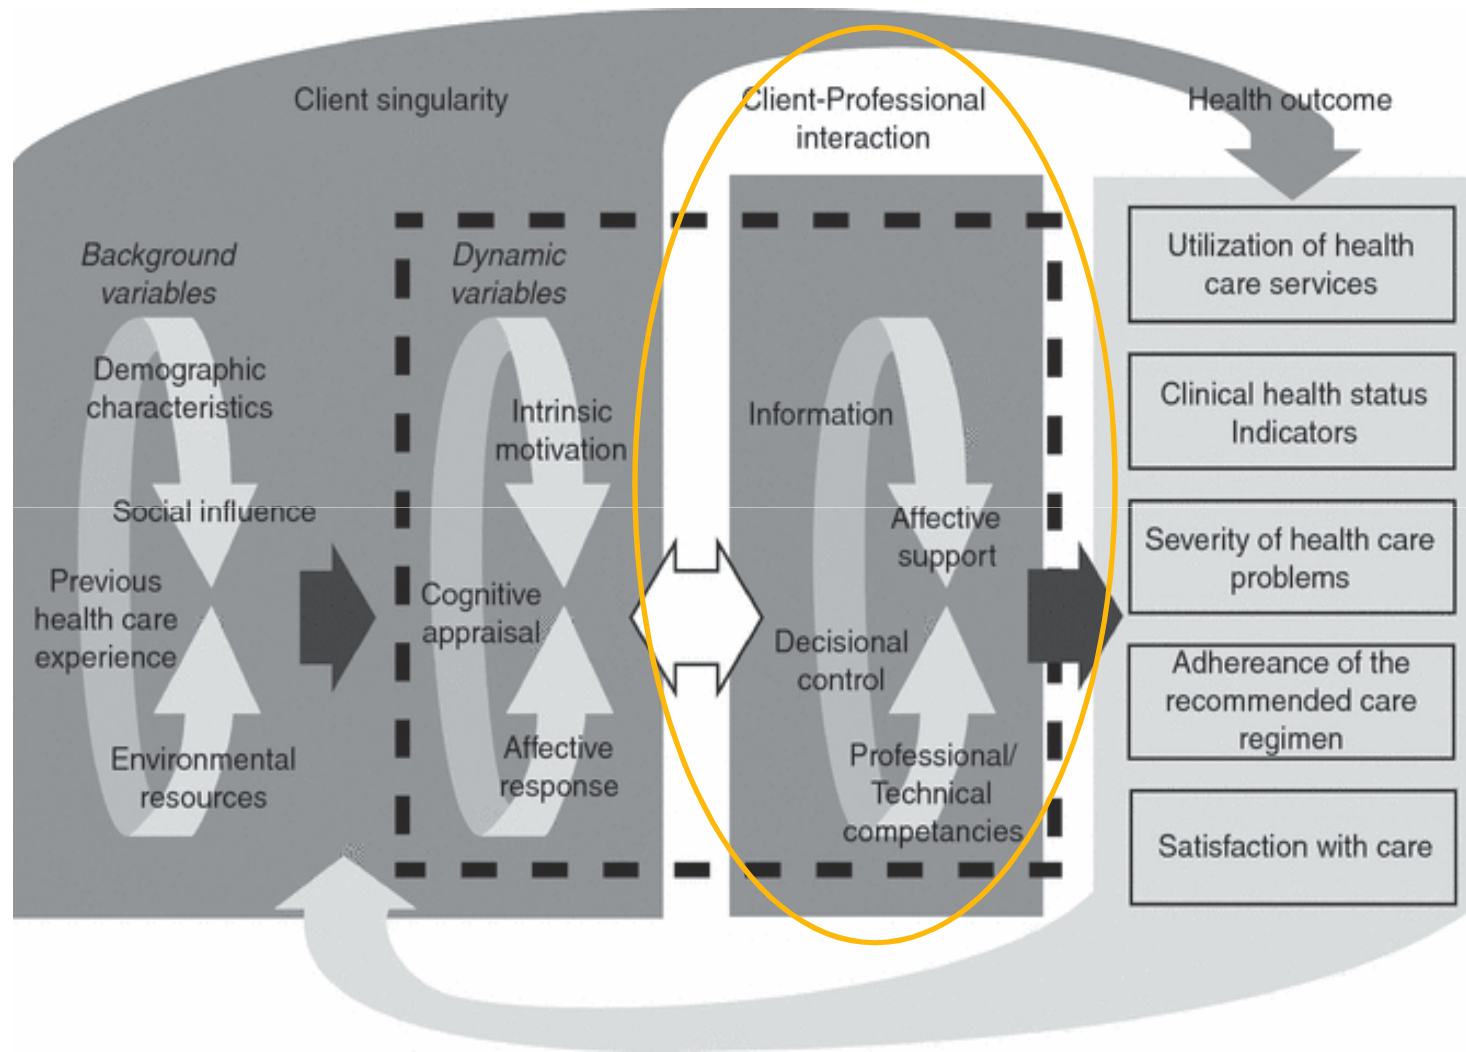 Client singularity
Client-Professional
interaction
Health outcome
Background
variables
Demographic
characteristics
Social influence
Previous
health care
experience
Environmental
resources
Dynamic
variables
Intrinsic
motivation
Cognitive
appraisal
Affective
response
Information
Affective
support
Decisional
control
Professional/
Technical
competancies
Utilization of health
care services
Clinical health status
Indicators
Severity of health care
problems
Adhereance of the
recommended care
regimen
Satisfaction with care